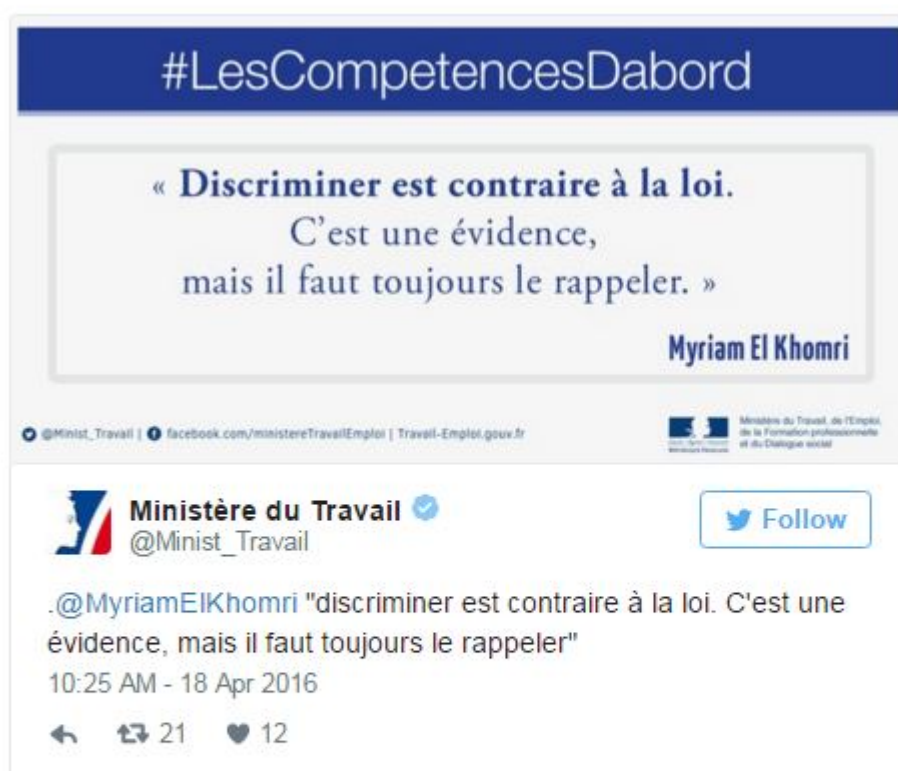 #LesCompetencesDabord
« Discriminer est contraire à la loi.
C'est une évidence,
mais il faut toujours le rappeler. »
Myriam El Khomri
@Minist_Travail | facebook.com/ministereTravailEmploi | Travail-Emploi.gouv.fr
Ministère du Travail, de l'Emploi,
de la Formation professionnelle
et du Dialogue social
Ministère du Travail
@Minist_Travail
Follow
.@MyriamElKhomri "discriminer est contraire à la loi. C'est une
évidence, mais il faut toujours le rappeler"
10:25 AM - 18 Apr 2016
21 12